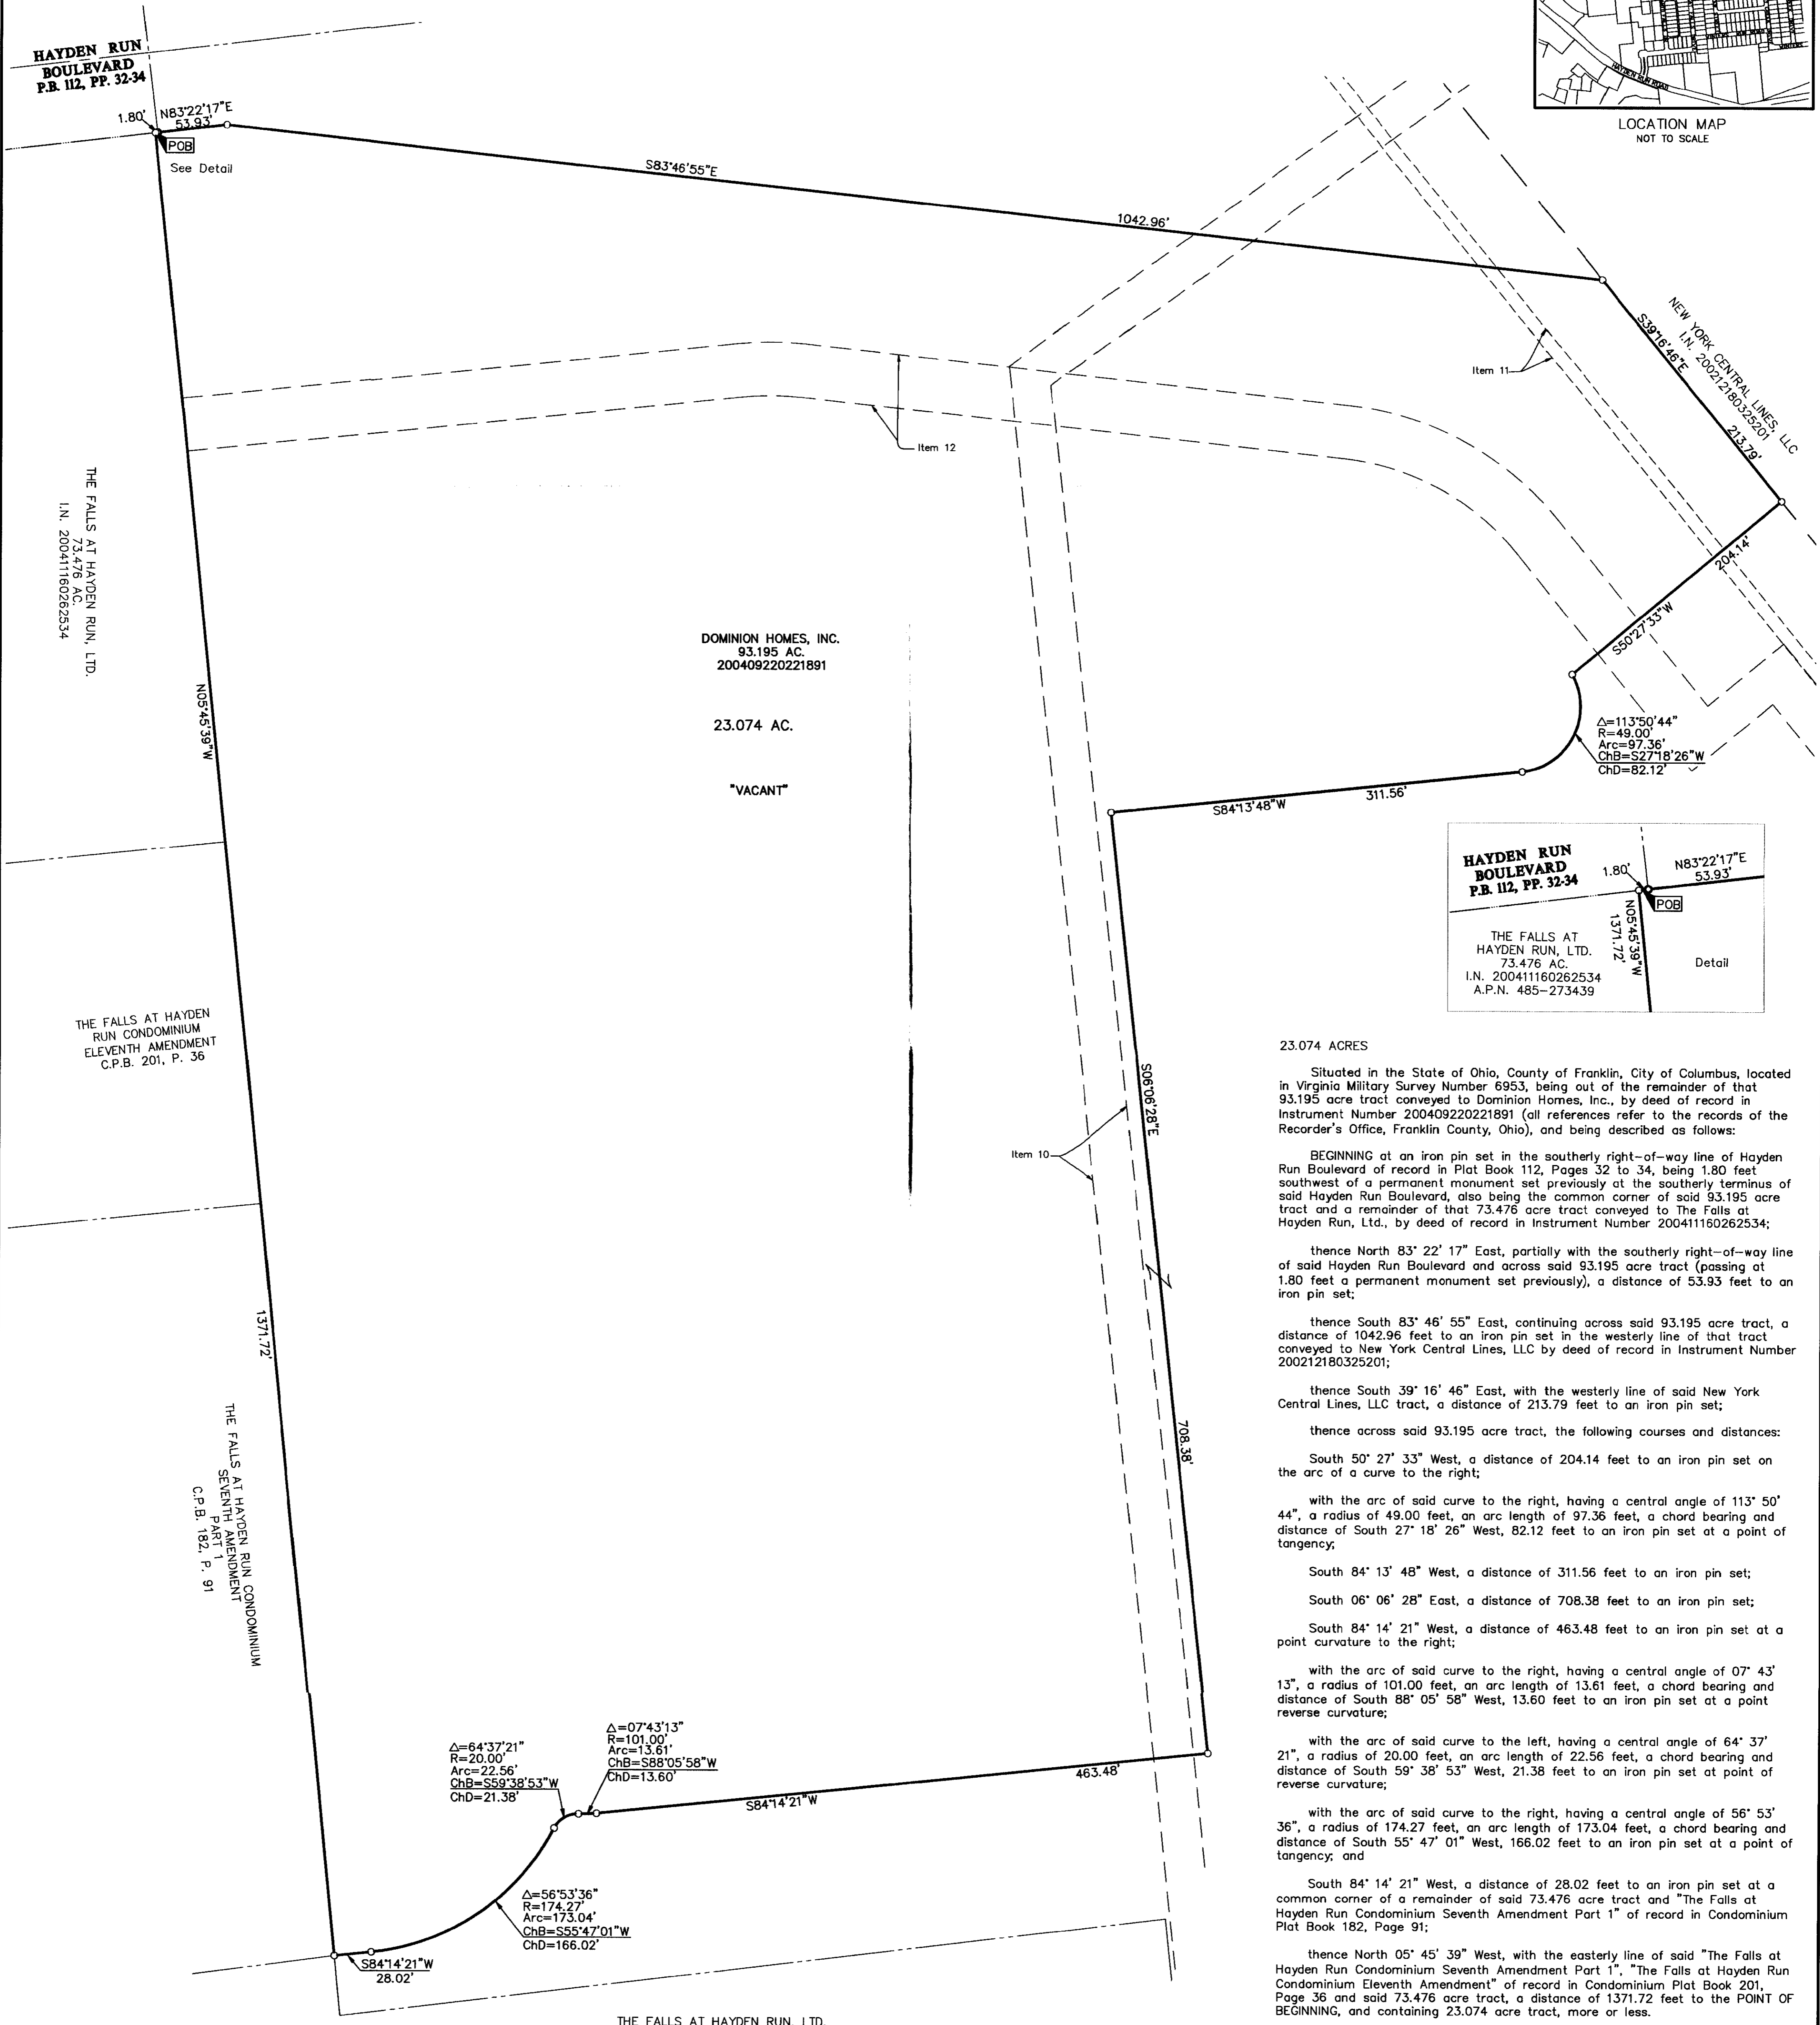 HAYDEN RUN
BOULEVARD
P.B. 112, PP. 32-34
1.80'
N83°22'17"E
53.93'
POB
See Detail
S83°46'55"E
1042.96'
HAYDEN RUN ROAD
LOCATION MAP
NOT TO SCALE
NEW YORK CENTRAL LINES, LLC
I.N. 200212180325201
S39°16'46"E
213.79'
Item 11
Item 12
204.14'
S50°27'33"W
THE FALLS AT HAYDEN RUN, LTD.
73.476 AC.
I.N. 200411160262534
N05°45'39"W
DOMINION HOMES, INC.
93.195 AC.
200409220221891
23.074 AC.
"VACANT"
Δ=113°50'44"
R=49.00'
Arc=97.36'
ChB=S27°18'26"W
ChD=82.12'
S84°13'48"W
311.56'
HAYDEN RUN
BOULEVARD
P.B. 112, PP. 32-34
1.80'
N83°22'17"E
53.93'
POB
N05°45'39"W
1371.72'
THE FALLS AT
HAYDEN RUN, LTD.
73.476 AC.
I.N. 200411160262534
A.P.N. 485-273439
Detail
THE FALLS AT HAYDEN
RUN CONDOMINIUM
ELEVENTH AMENDMENT
C.P.B. 201, P. 36
S06°06'28"E
Item 10
1371.72'
708.38'
THE FALLS AT HAYDEN RUN CONDOMINIUM
SEVENTH AMENDMENT
PART 1
C.P.B. 182, P. 91
Δ=64°37'21"
R=20.00'
Arc=22.56'
ChB=S59°38'53"W
ChD=21.38'
Δ=07°43'13"
R=101.00'
Arc=13.61'
ChB=S88°05'58"W
ChD=13.60'
463.48'
S84°14'21"W
Δ=56°53'36"
R=174.27'
Arc=173.04'
ChB=S55°47'01"W
ChD=166.02'
S84°14'21"W
28.02'
THE FALLS AT HAYDEN RUN, LTD.
23.074 ACRES
Situated in the State of Ohio, County of Franklin, City of Columbus, located
in Virginia Military Survey Number 6953, being out of the remainder of that
93.195 acre tract conveyed to Dominion Homes, Inc., by deed of record in
Instrument Number 200409220221891 (all references refer to the records of the
Recorder's Office, Franklin County, Ohio), and being described as follows:
BEGINNING at an iron pin set in the southerly right-of-way line of Hayden
Run Boulevard of record in Plat Book 112, Pages 32 to 34, being 1.80 feet
southwest of a permanent monument set previously at the southerly terminus of
said Hayden Run Boulevard, also being the common corner of said 93.195 acre
tract and a remainder of that 73.476 acre tract conveyed to The Falls at
Hayden Run, Ltd., by deed of record in Instrument Number 200411160262534;
thence North 83° 22' 17" East, partially with the southerly right-of-way line
of said Hayden Run Boulevard and across said 93.195 acre tract (passing at
1.80 feet a permanent monument set previously), a distance of 53.93 feet to an
iron pin set;
thence South 83° 46' 55" East, continuing across said 93.195 acre tract, a
distance of 1042.96 feet to an iron pin set in the westerly line of that tract
conveyed to New York Central Lines, LLC by deed of record in Instrument Number
200212180325201;
thence South 39° 16' 46" East, with the westerly line of said New York
Central Lines, LLC tract, a distance of 213.79 feet to an iron pin set;
thence across said 93.195 acre tract, the following courses and distances:
South 50° 27' 33" West, a distance of 204.14 feet to an iron pin set on
the arc of a curve to the right;
with the arc of said curve to the right, having a central angle of 113° 50'
44", a radius of 49.00 feet, an arc length of 97.36 feet, a chord bearing and
distance of South 27° 18' 26" West, 82.12 feet to an iron pin set at a point of
tangency;
South 84° 13' 48" West, a distance of 311.56 feet to an iron pin set;
South 06° 06' 28" East, a distance of 708.38 feet to an iron pin set;
South 84° 14' 21" West, a distance of 463.48 feet to an iron pin set at a
point curvature to the right;
with the arc of said curve to the right, having a central angle of 07° 43'
13", a radius of 101.00 feet, an arc length of 13.61 feet, a chord bearing and
distance of South 88° 05' 58" West, 13.60 feet to an iron pin set at a point
reverse curvature;
with the arc of said curve to the left, having a central angle of 64° 37'
21", a radius of 20.00 feet, an arc length of 22.56 feet, a chord bearing and
distance of South 59° 38' 53" West, 21.38 feet to an iron pin set at point of
reverse curvature;
with the arc of said curve to the right, having a central angle of 56° 53'
36", a radius of 174.27 feet, an arc length of 173.04 feet, a chord bearing and
distance of South 55° 47' 01" West, 166.02 feet to an iron pin set at a point of
tangency; and
South 84° 14' 21" West, a distance of 28.02 feet to an iron pin set at a
common corner of a remainder of said 73.476 acre tract and "The Falls at
Hayden Run Condominium Seventh Amendment Part 1" of record in Condominium
Plat Book 182, Page 91;
thence North 05° 45' 39" West, with the easterly line of said "The Falls at
Hayden Run Condominium Seventh Amendment Part 1", "The Falls at Hayden Run
Condominium Eleventh Amendment" of record in Condominium Plat Book 201,
Page 36 and said 73.476 acre tract, a distance of 1371.72 feet to the POINT OF
BEGINNING, and containing 23.074 acre tract, more or less.